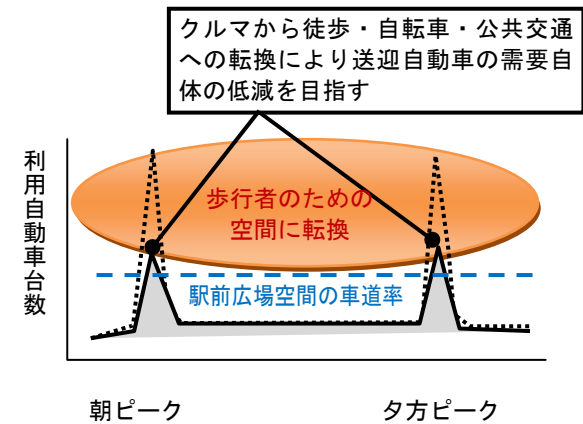 クルマから徒歩・自転車・公共交通
への転換により送迎自動車の需要自
体の低減を目指す
利用自動車台数
歩行者のための
空間に転換
駅前広場空間の車道率
朝ピーク
夕方ピーク